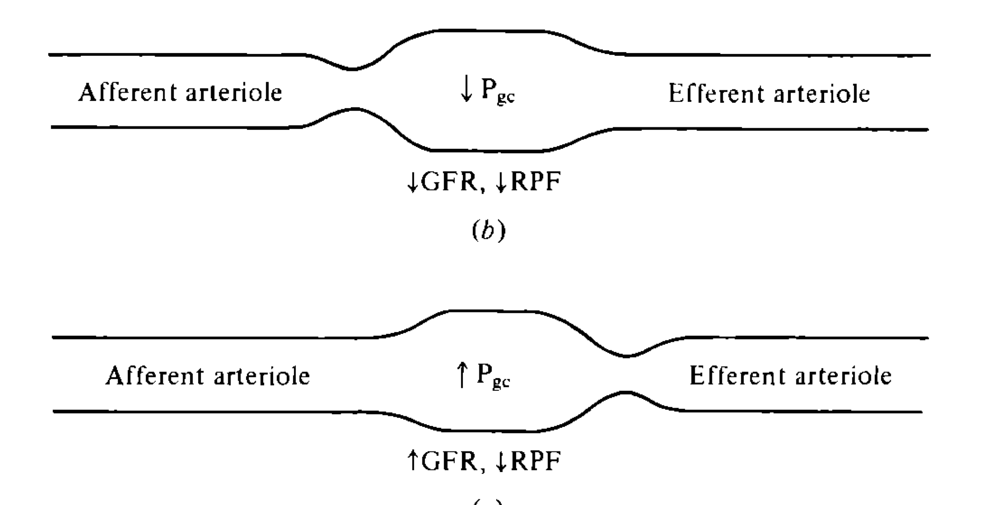 Afferent arteriole ↓ Pgc Efferent arteriole
↓GFR, ↓RPF
(b)
Afferent arteriole ↑ Pgc Efferent arteriole
↑GFR, ↓RPF